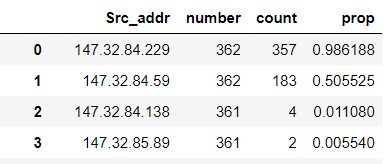 Src_addr number count prop
0 147.32.84.229 362 357 0.986188
1 147.32.84.59 362 183 0.505525
2 147.32.84.138 361 4 0.011080
3 147.32.85.89 361 2 0.005540